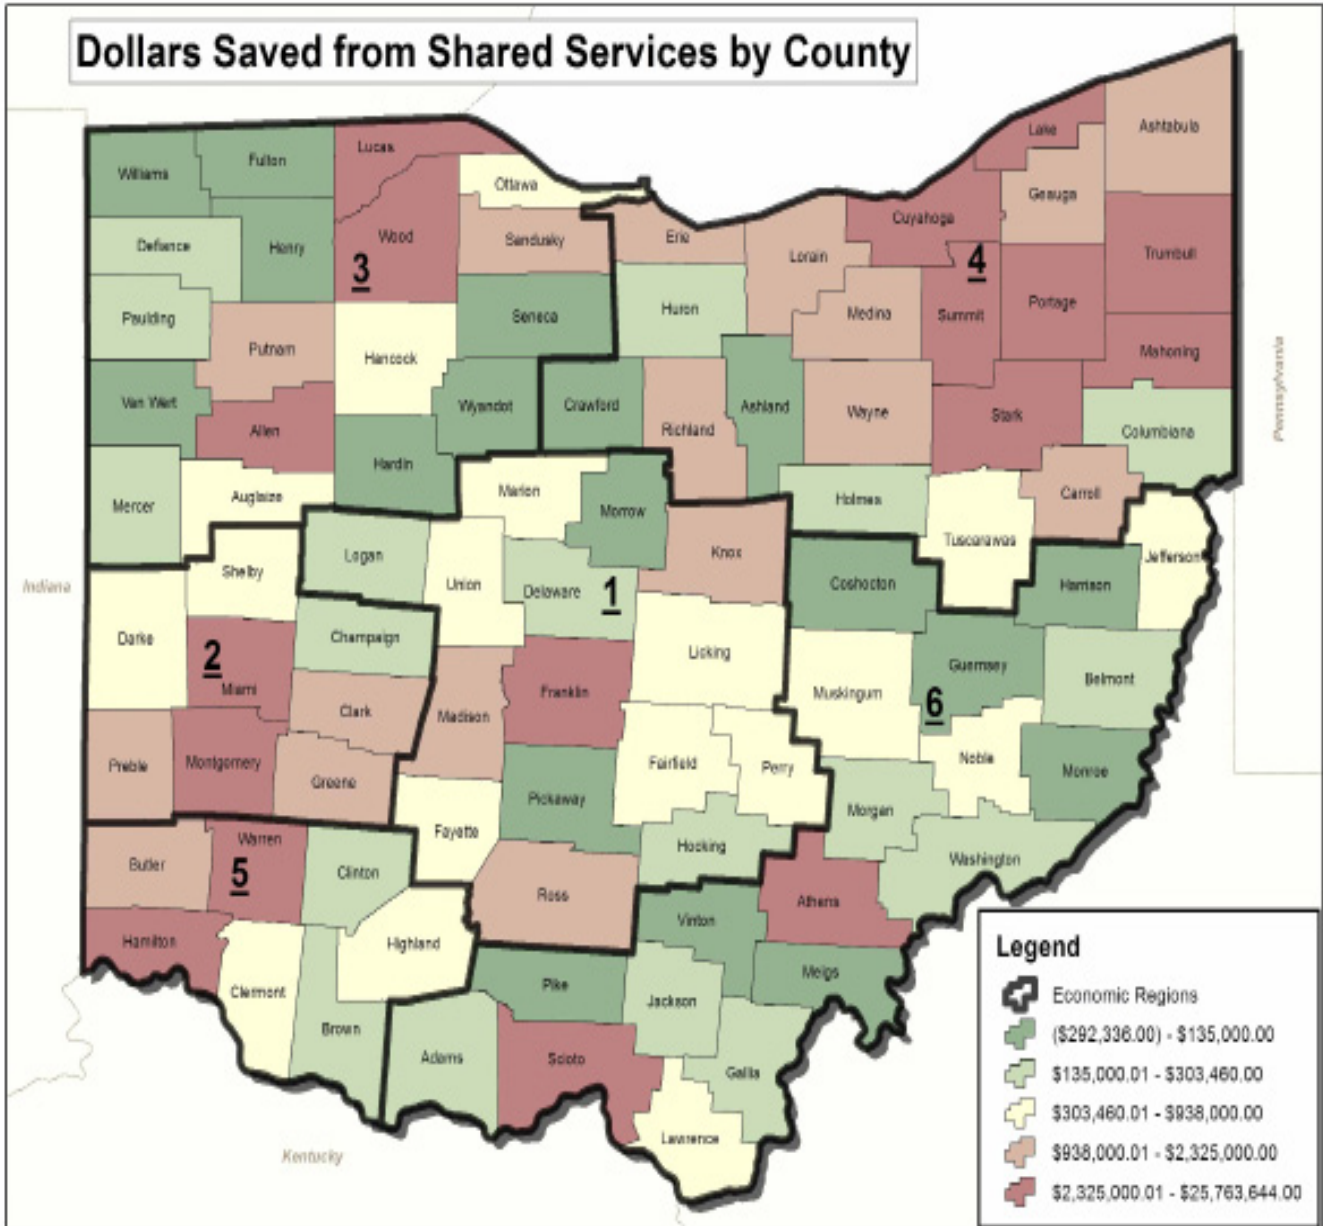 Dollars Saved from Shared Services by County
Ashtabula
Lake
Lucas
Fulton
Williams
Ottawa
Geauga
Cuyahoga
Wood
Erie
Sandusky
Defiance
Henry
Lorain
Trumbull
3
4
Portage
Huron
Medina
Summit
Seneca
Paulding
Putnam
Hancock
Mahoning
Pennsylvania
Van Wert
Wyandot
Crawford
Ashland
Wayne
Stark
Allen
Richland
Columbiana
Hardin
Marion
Auglaize
Carroll
Holmes
Mercer
Morrow
Tuscarawas
Knox
Logan
Jefferson
Shelby
Union
Coshocton
Harrison
Indiana
Delaware
1
Darke
Champaign
Licking
2
Guernsey
Belmont
Miami
Franklin
Muskingum
6
Clark
Madison
Preble
Montgomery
Fairfield
Perry
Noble
Monroe
Greene
Pickaway
Morgan
Fayette
Warren
Hocking
Butler
5
Clinton
Washington
Ross
Athens
Vinton
Hamilton
Highland
Meigs
Pike
Clermont
Jackson
Brown
Adams
Scioto
Gallia
Lawrence
Kentucky
Legend
Economic Regions
($292,336.00) - $135,000.00
$135,000.01 - $303,460.00
$303,460.01 - $938,000.00
$938,000.01 - $2,325,000.00
$2,325,000.01 - $25,763,644.00